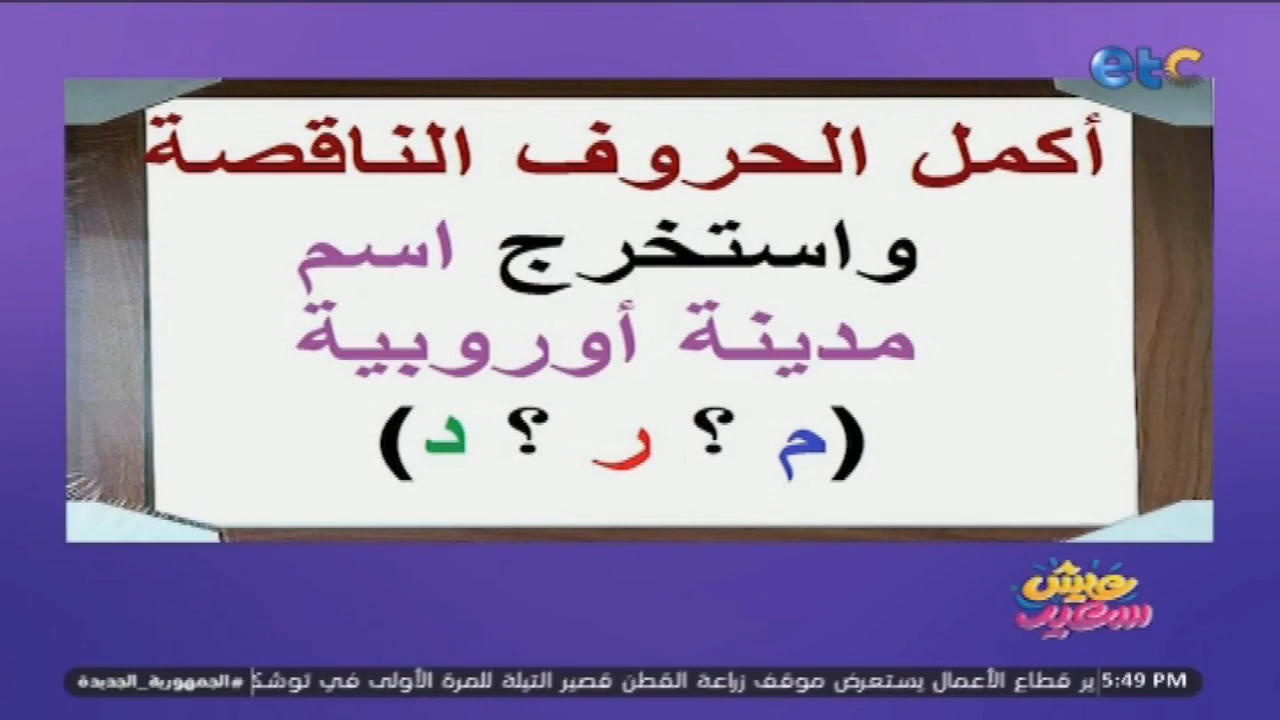 etc
أكمل الحروف الناقصة
واستخرج اسم
مدينة أوروبية
(م ؟ ر ؟ د)
عيش
سعيد
5:49 PM ير قطاع الأعمال يستعرض موقف زراعة القطن قصير التيلة للمرة الأولى في توشك #الجمهورية_الجديدة